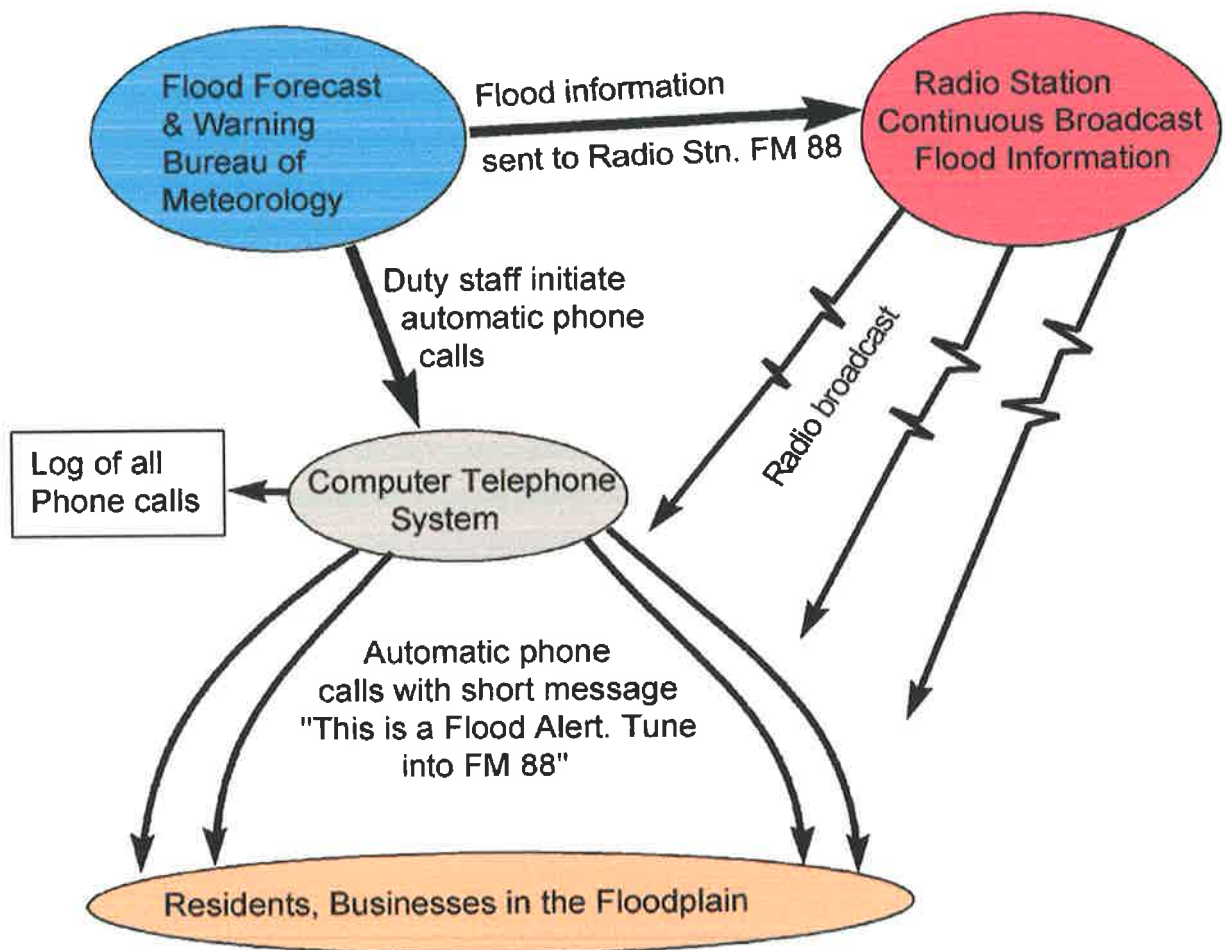 Flood Forecast
& Warning
Bureau of
Meteorology
Flood information
sent to Radio Stn. FM 88
Radio Station
Continuous Broadcast
Flood Information
Duty staff initiate
automatic phone
calls
Radio broadcast
Log of all
Phone calls
Computer Telephone
System
Automatic phone
calls with short message
"This is a Flood Alert. Tune
into FM 88"
Residents, Businesses in the Floodplain